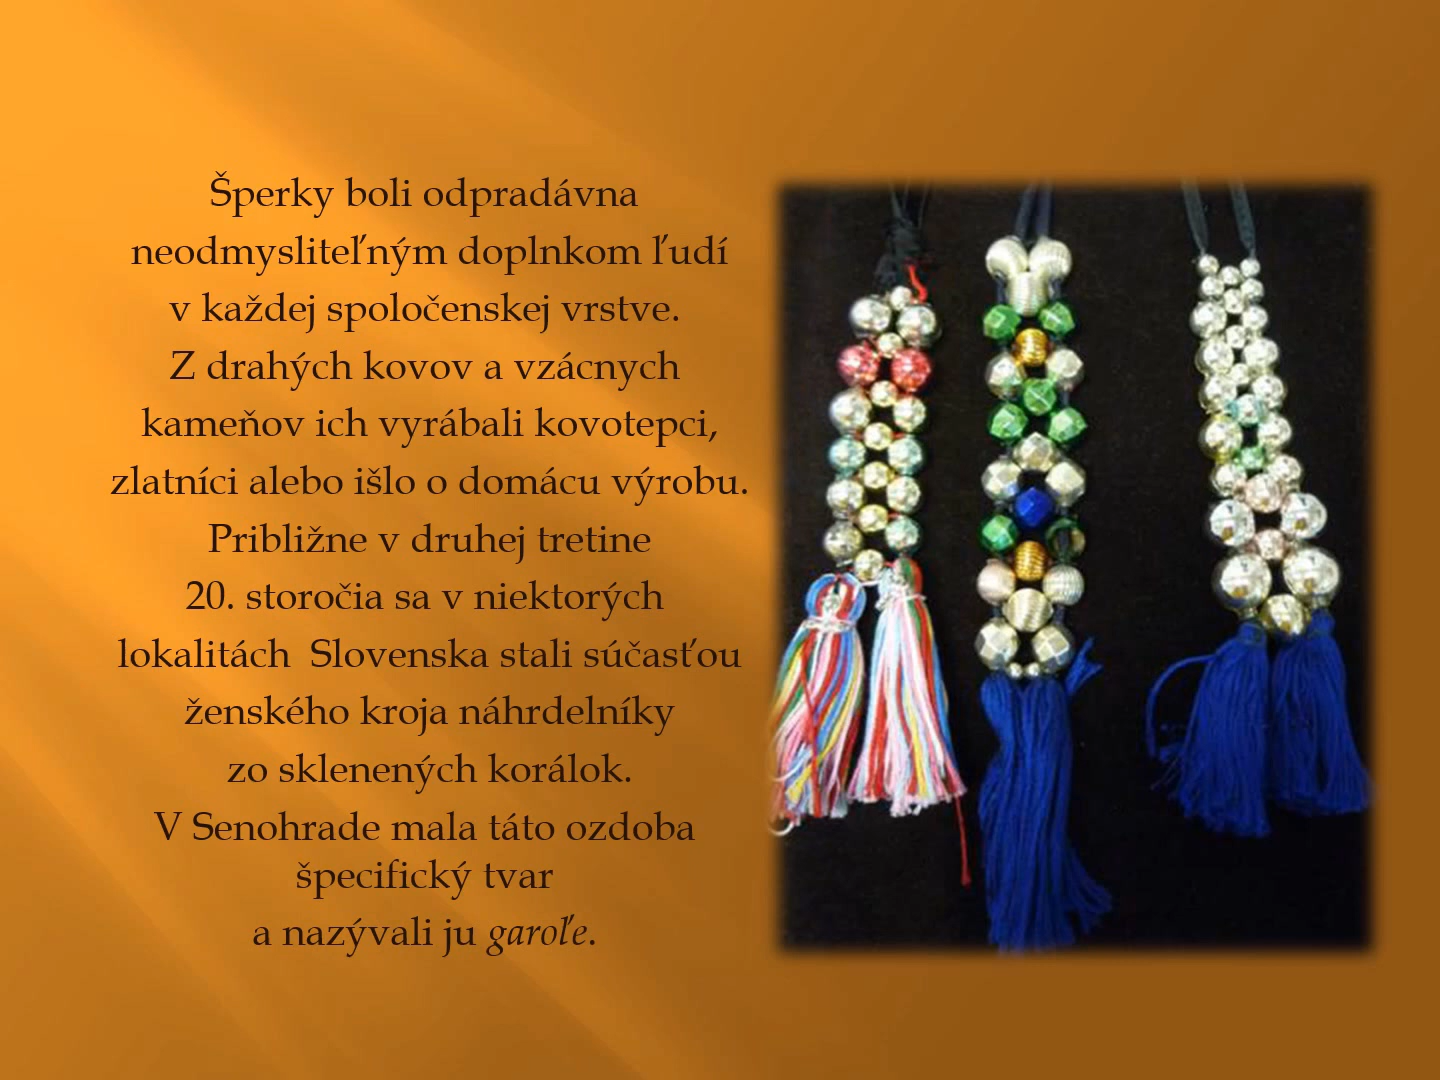 Šperky boli odpradávna
neodmysliteľným doplnkom ľudí
v každej spoločenskej vrstve.
Z drahých kovov a vzácnych
kameňov ich vyrábali kovotepci,
zlatníci alebo išlo o domácu výrobu.
Približne v druhej tretine
20. storočia sa v niektorých
lokalitách  Slovenska stali súčasťou
ženského kroja náhrdelníky
zo sklenených korálok.
V Senohrade mala táto ozdoba
špecifický tvar
a nazývali ju garoľe.